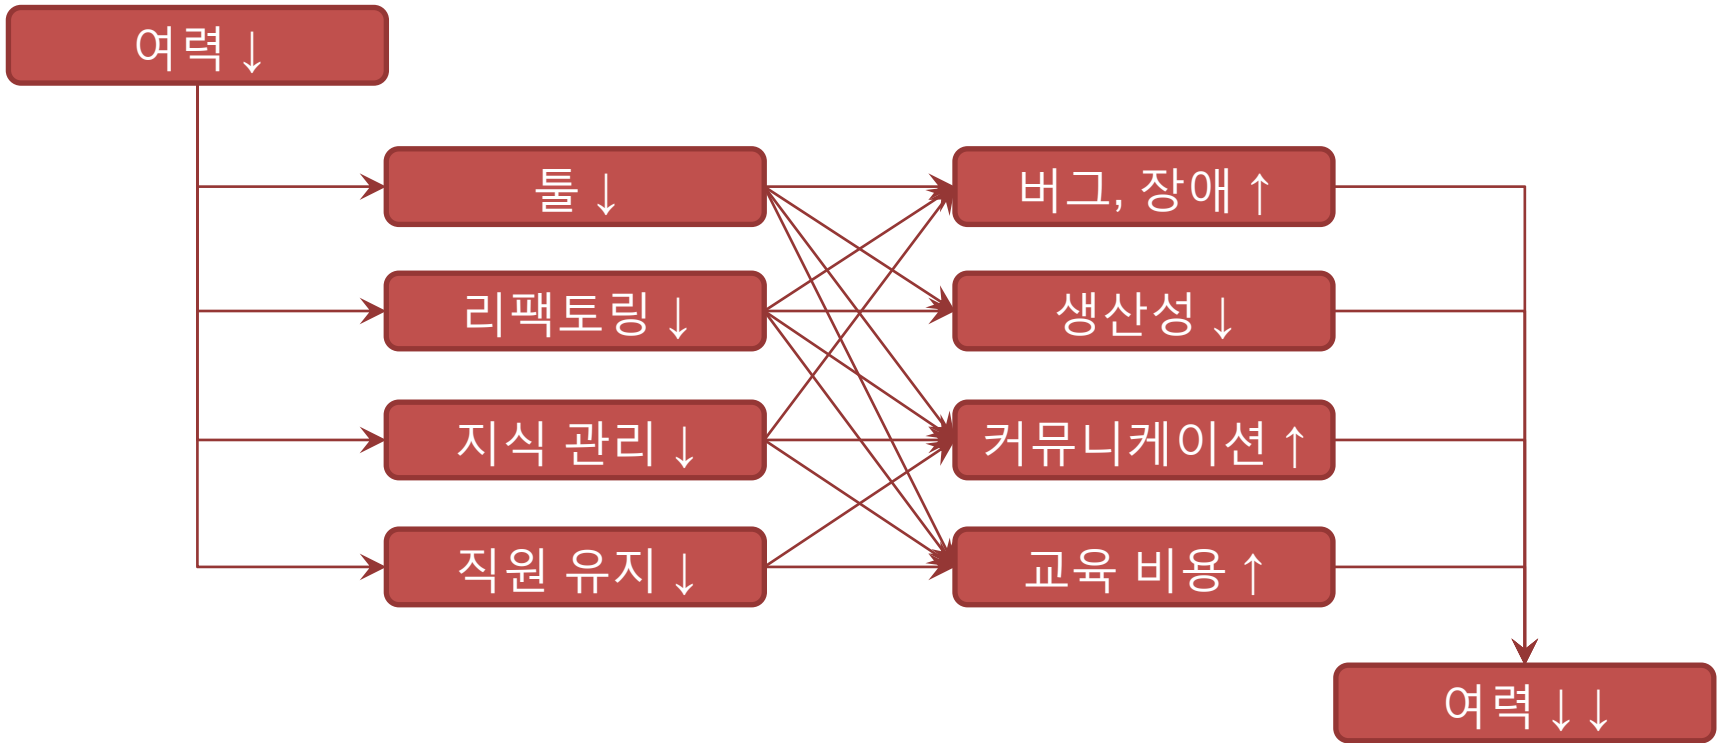 여력 ↓
툴 ↓
버그, 장애 ↑
리팩토링 ↓
생산성 ↓
지식 관리 ↓
커뮤니케이션 ↑
직원 유지 ↓
교육 비용 ↑
여력 ↓ ↓